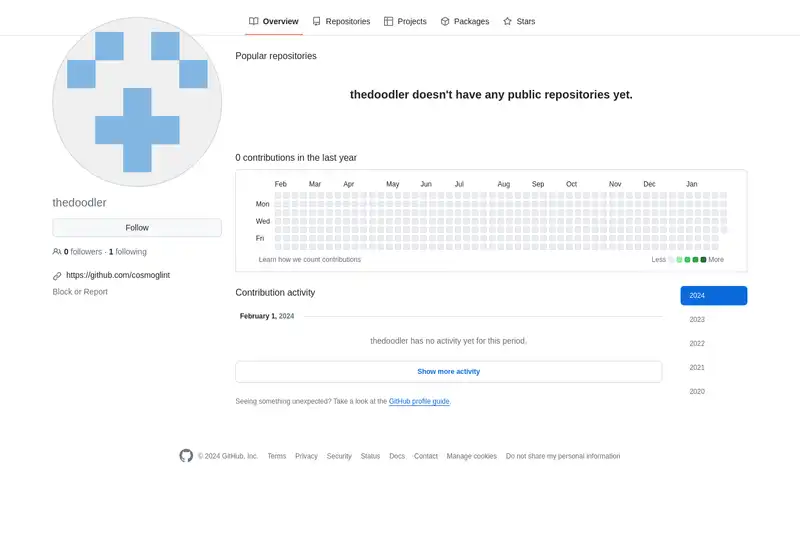 Overview Repositories Projects Packages Stars
Popular repositories
thedoodler doesn't have any public repositories yet.
0 contributions in the last year
Feb Mar Apr May Jun Jul Aug Sep Oct Nov Dec Jan
Mon
Wed
Fri
Learn how we count contributions Less More
thedoodler
Follow
0 followers · 1 following
https://github.com/cosmoglint
Block or Report
Contribution activity
2024
2023
2022
2021
2020
February 1, 2024
thedoodler has no activity yet for this period.
Show more activity
Seeing something unexpected? Take a look at the GitHub profile guide.
© 2024 GitHub, Inc. Terms Privacy Security Status Docs Contact Manage cookies Do not share my personal information